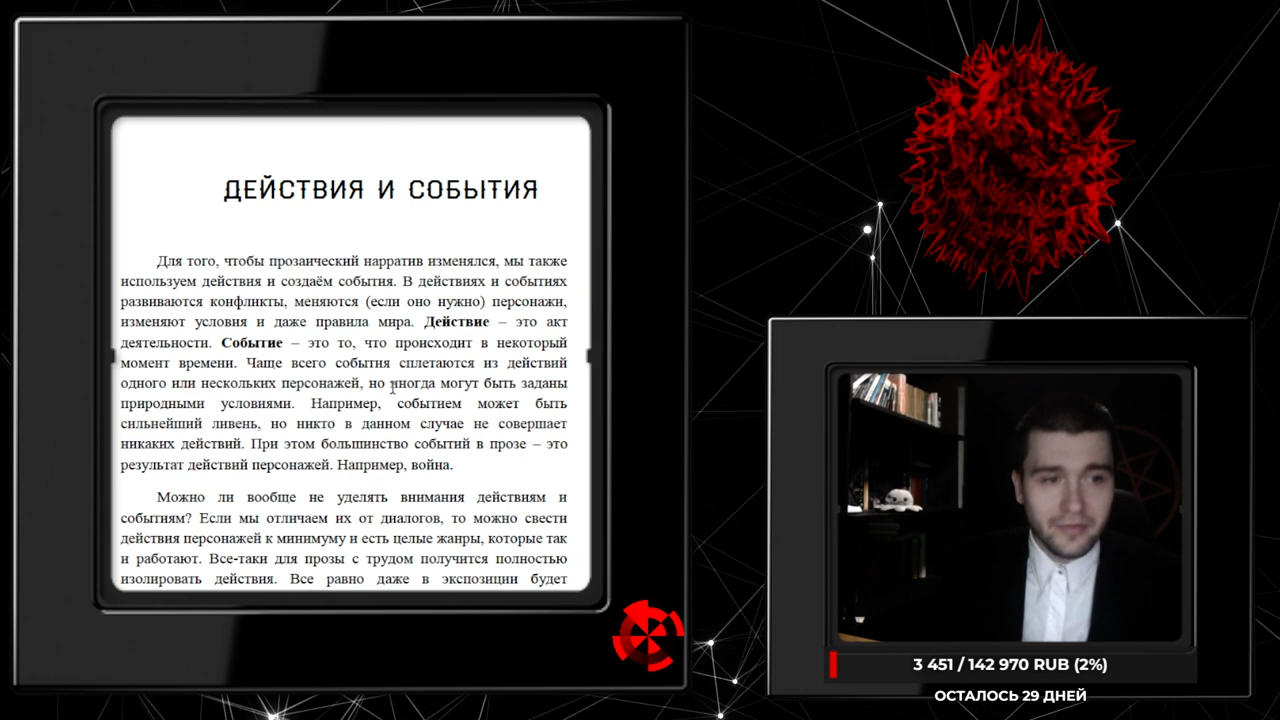 ДЕЙСТВИЯ И СОБЫТИЯ
Для того, чтобы прозаический нарратив изменялся, мы также
используем действия и создаём события. В действиях и событиях
развиваются конфликты, меняются (если оно нужно) персонажи,
изменяют условия и даже правила мира. Действие – это акт
деятельности. Событие – это то, что происходит в некоторый
момент времени. Чаще всего события сплетаются из действий
одного или нескольких персонажей, но иногда могут быть заданы
природными условиями. Например, событием может быть
сильнейший ливень, но никто в данном случае не совершает
никаких действий. При этом большинство событий в прозе – это
результат действий персонажей. Например, война.
Можно ли вообще не уделять внимания действиям и
событиям? Если мы отличаем их от диалогов, то можно свести
действия персонажей к минимуму и есть целые жанры, которые так
и работают. Все-таки для прозы с трудом получится полностью
изолировать действия. Все равно даже в экспозиции будет
3 451 / 142 970 RUB (2%)
ОСТАЛОСЬ 29 ДНЕЙ